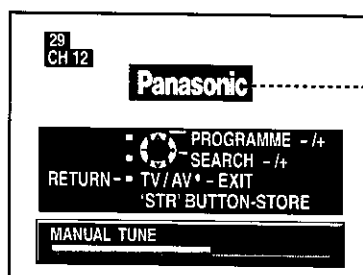 29
CH 12
Panasonic
PROGRAMME -/+
SEARCH -/+
RETURN- TV/AV - EXIT
'STR' BUTTON-STORE
MANUAL TUNE